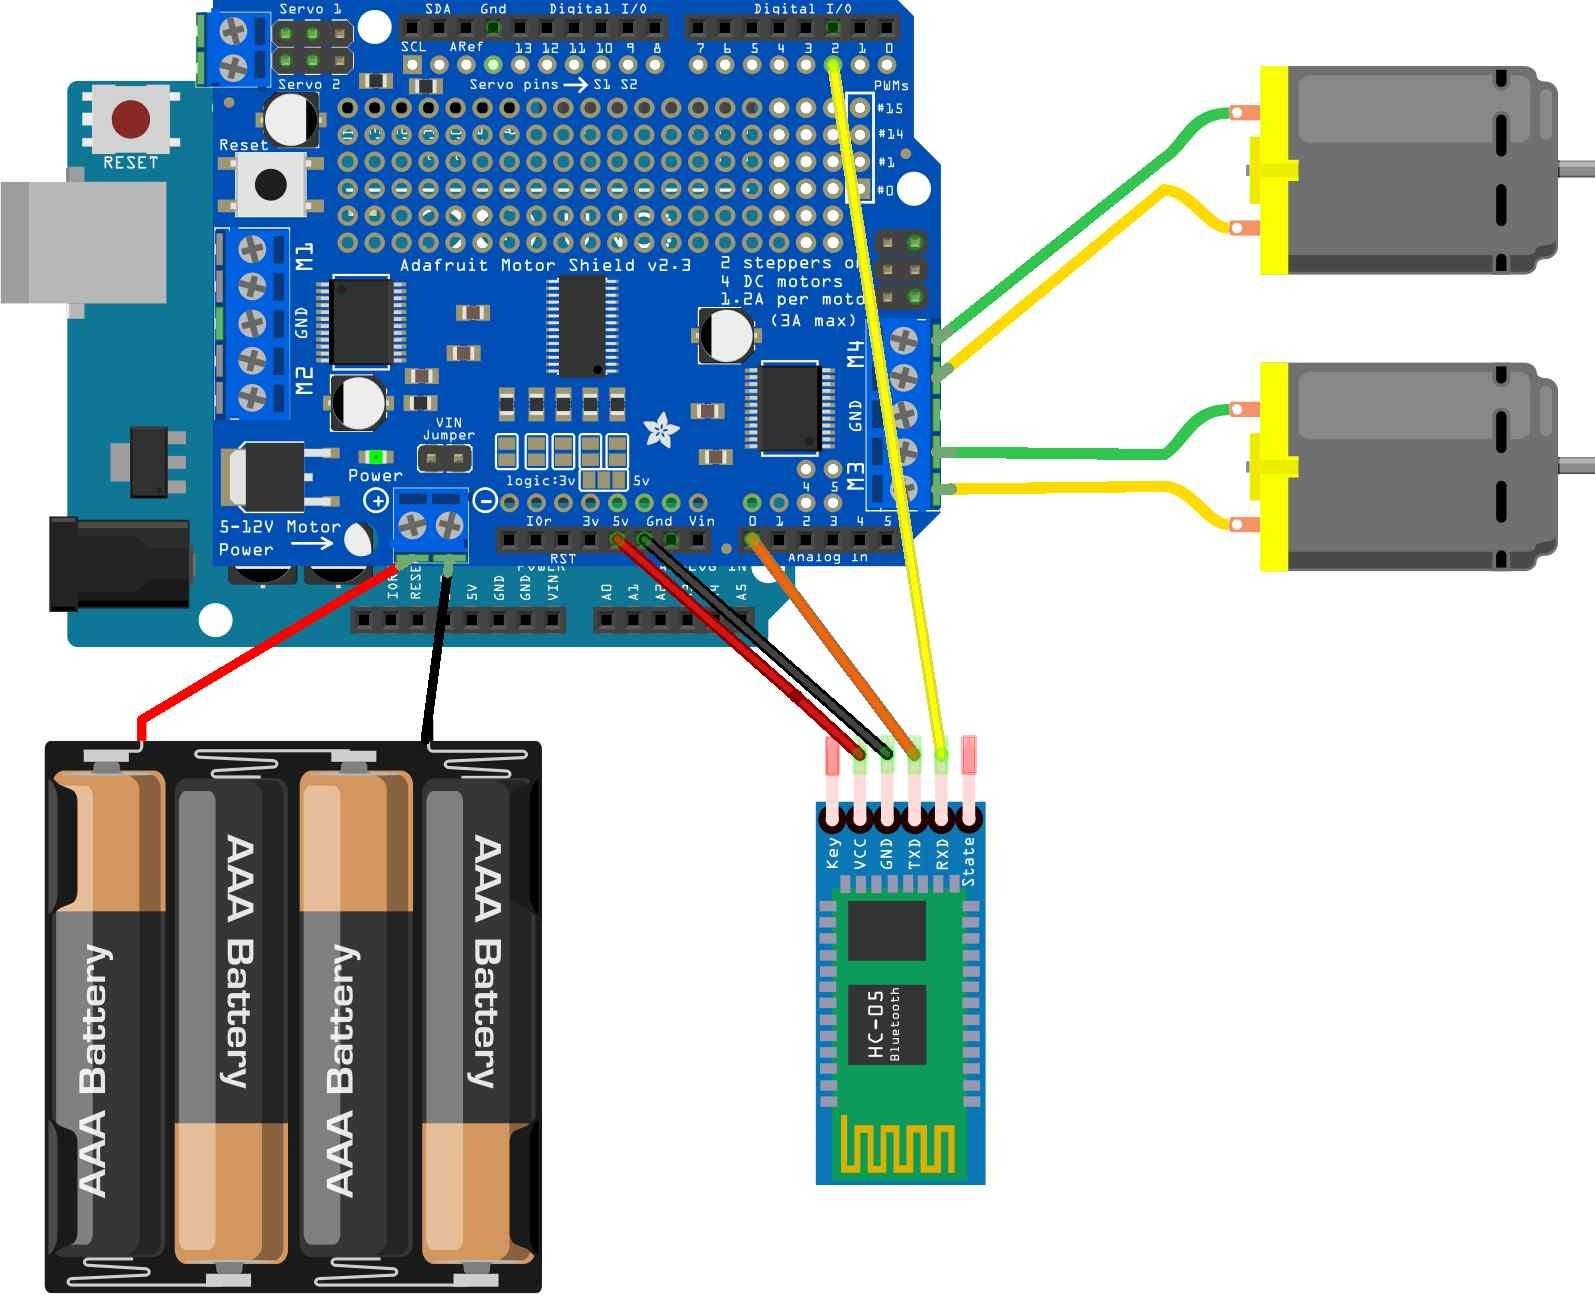 Servo 1
SDA
Gnd
Digital I/O
Digital I/O
SCL
ARef
13 12 11 10 9 8
7 6 5 4 3 2 1 0
Servo 2
Servo pins → S1 S2
PWMs
#15
#14
#1
#0
RESET
Reset
M1
GND
M2
Adafruit Motor Shield v2.3
2 steppers o
4 DC motors
1.2A per moto
(3A max)
M4
GND
M3
VIN
Jumper
Power
+
-
logic:3v
5v
4 5
5-12V Motor
Power →
IOr
3v
5v
Gnd
Vin
0 1 2 3 4 5
RST
Analog In
RESE
5V
GND
GND
VIN
A0
A1
A5
AAA Battery
AAA Battery
AAA Battery
AAA Battery
Key
VCC
GND
TXD
RXD
State
HC-05
Bluetooth